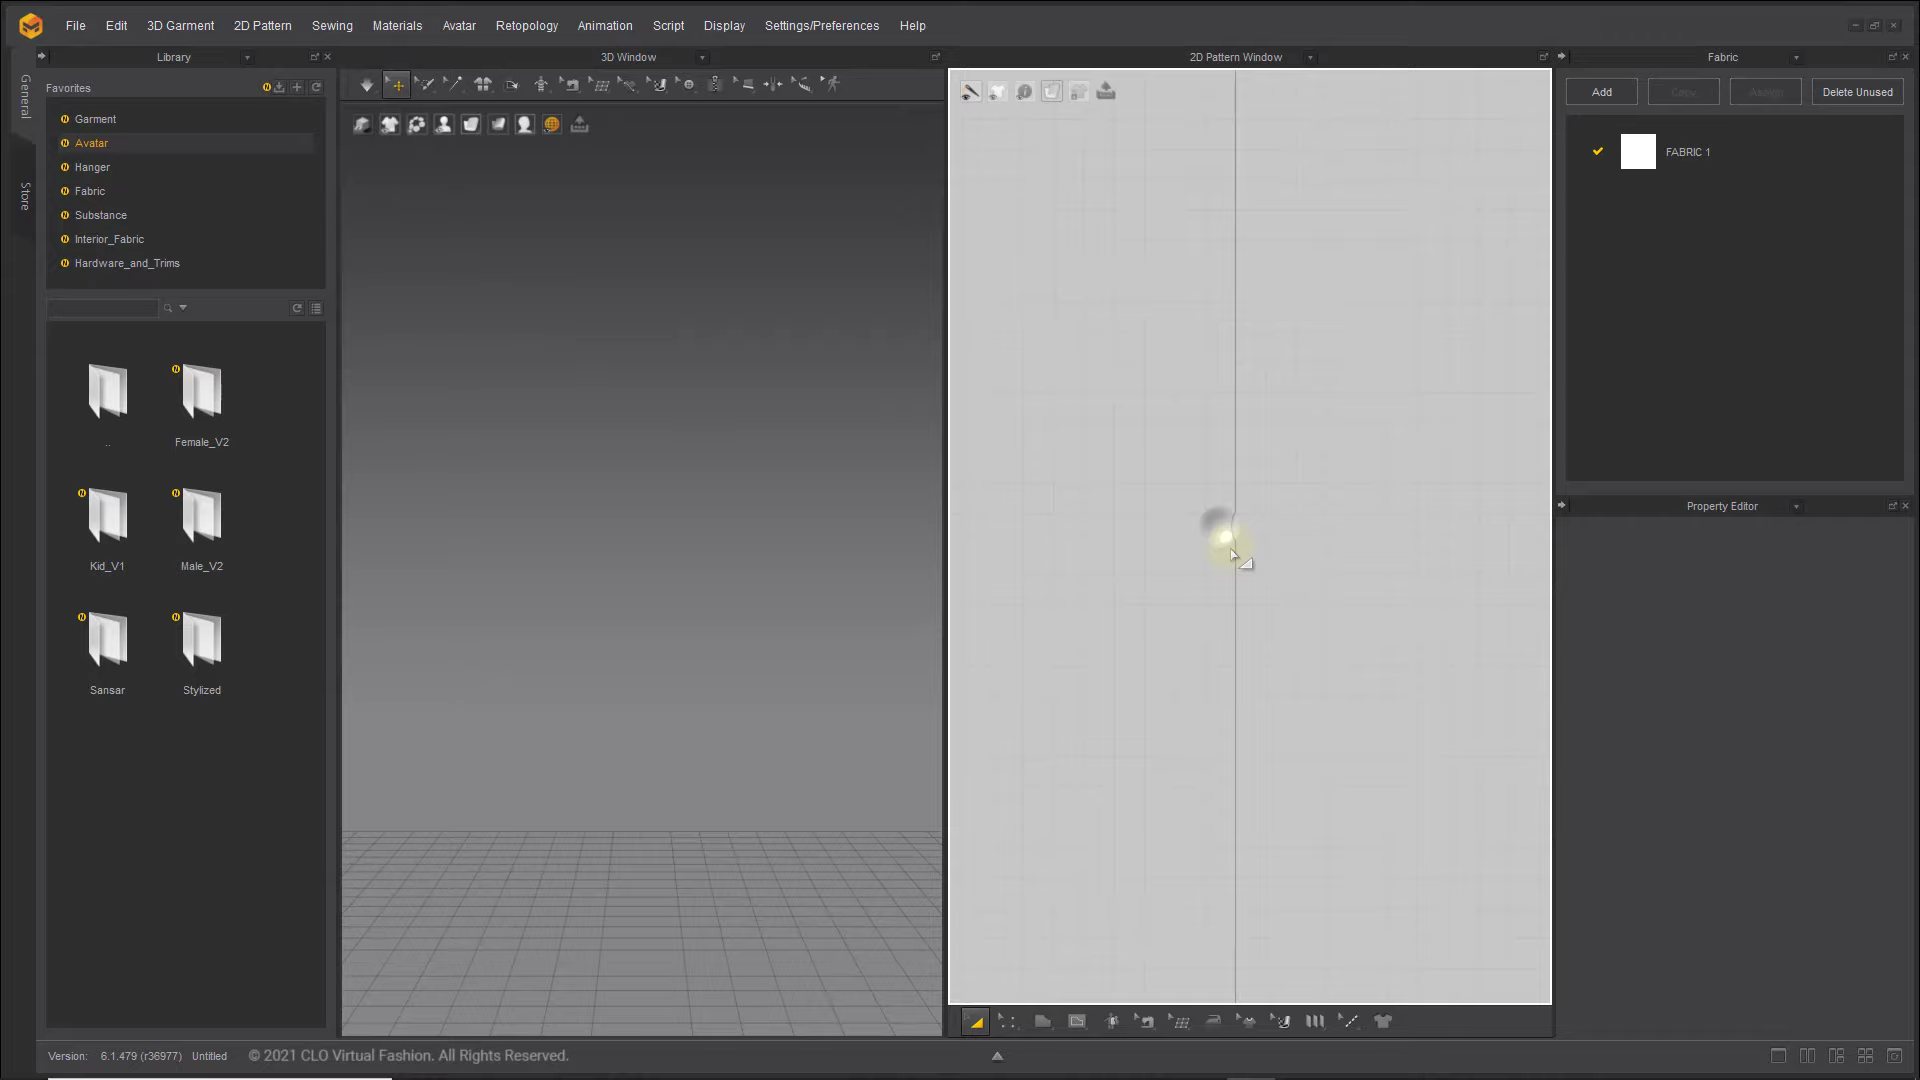 File Edit 3D Garment 2D Pattern Sewing Materials Avatar Retopology Animation Script Display Settings/Preferences Help
Library
3D Window
2D Pattern Window
Fabric
General
Store
Favorites
Garment
Avatar
Hanger
Fabric
Substance
Interior_Fabric
Hardware_and_Trims
..
Female_V2
Kid_V1
Male_V2
Sansar
Stylized
Add Copy Assign Delete Unused
FABRIC 1
Property Editor
Version: 6.1.479 (r36977) Untitled © 2021 CLO Virtual Fashion. All Rights Reserved.